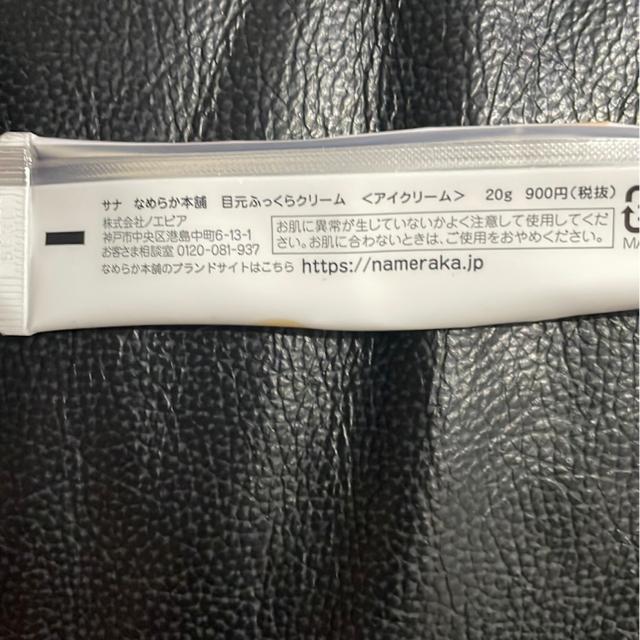 サナ なめらか本舗 目元ふっくらクリーム <アイクリーム> 20g 900円(税抜)
株式会社ノエビア
神戸市中央区港島中町6-13-1
お客さま相談室 0120-081-937
お肌に異常が生じていないかよく注意して使用してくだ
さい。お肌に合わないときは、ご使用をおやめください。
なめらか本舗のブランドサイトはこちら https://nameraka.jp
MA